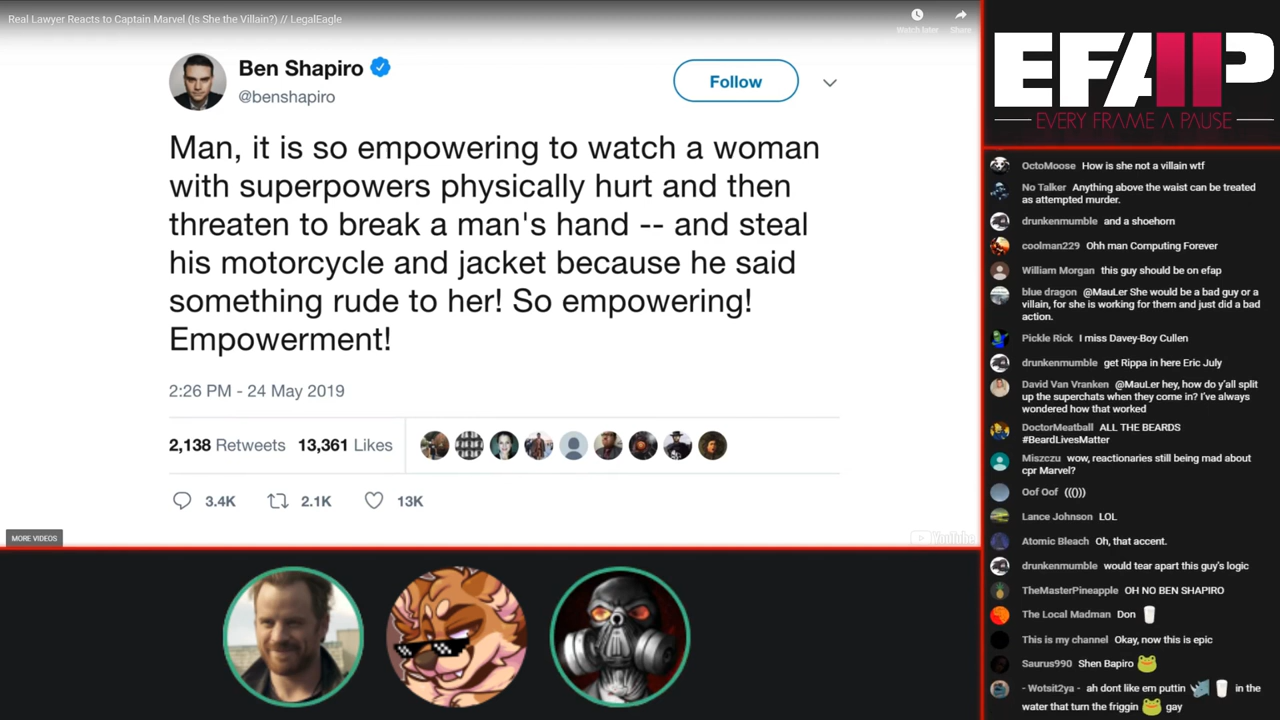 Real Lawyer Reacts to Captain Marvel (Is She the Villain?) // LegalEagle
Watch later
Share
Ben Shapiro
@benshapiro
Follow
Man, it is so empowering to watch a woman
with superpowers physically hurt and then
threaten to break a man's hand -- and steal
his motorcycle and jacket because he said
something rude to her! So empowering!
Empowerment!
2:26 PM - 24 May 2019
2,138 Retweets 13,361 Likes
3.4K 2.1K 13K
MORE VIDEOS
YouTube
EFAP
EVERY FRAME A PAUSE
OctoMoose How is she not a villain wtf
No Talker Anything above the waist can be treated
as attempted murder.
drunkenmumble and a shoehorn
coolman229 Ohh man Computing Forever
William Morgan this guy should be on efap
blue dragon @MauLer She would be a bad guy or a
villain, for she is working for them and just did a bad
action.
Pickle Rick I miss Davey-Boy Cullen
drunkenmumble get Rippa in here Eric July
David Van Vranken @MauLer hey, how do y'all split
up the superchats when they come in? I've always
wondered how that worked
DoctorMeatball ALL THE BEARDS
#BeardLivesMatter
Miszczu wow, reactionaries still being mad about
cpr Marvel?
Oof Oof ((()))
Lance Johnson LOL
Atomic Bleach Oh, that accent.
drunkenmumble would tear apart this guy's logic
TheMasterPineapple OH NO BEN SHAPIRO
The Local Madman Don 🥛
This is my channel Okay, now this is epic
Saurus990 Shen Bapiro 🐸
- Wotsit2ya - ah dont like em puttin 🥛 in the
water that turn the friggin 🐸 gay